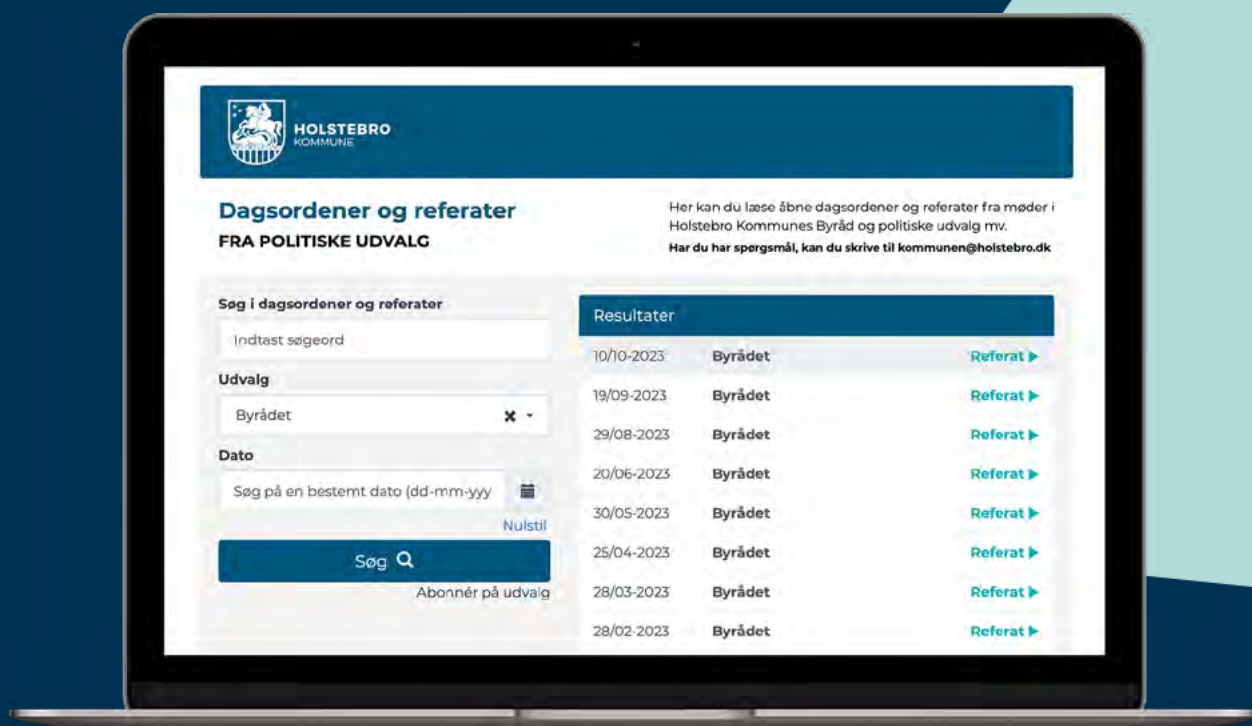 HOLSTEBRO
KOMMUNE
Dagsordener og referater
FRA POLITISKE UDVALG
Her kan du læse åbne dagsordener og referater fra møder i
Holstebro Kommunes Byråd og politiske udvalg mv.
Har du har spørgsmål, kan du skrive til kommunen@holstebro.dk
Søg i dagsordener og referater
Indtast søgeord
Udvalg
Byrådet
Dato
Søg på en bestemt dato (dd-mm-yyy
Nulstil
Søg
Abonnér på udvalg
Resultater
10/10-2023 Byrådet Referat
19/09-2023 Byrådet Referat
29/08-2023 Byrådet Referat
20/06-2023 Byrådet Referat
30/05-2023 Byrådet Referat
25/04-2023 Byrådet Referat
28/03-2023 Byrådet Referat
28/02-2023 Byrådet Referat